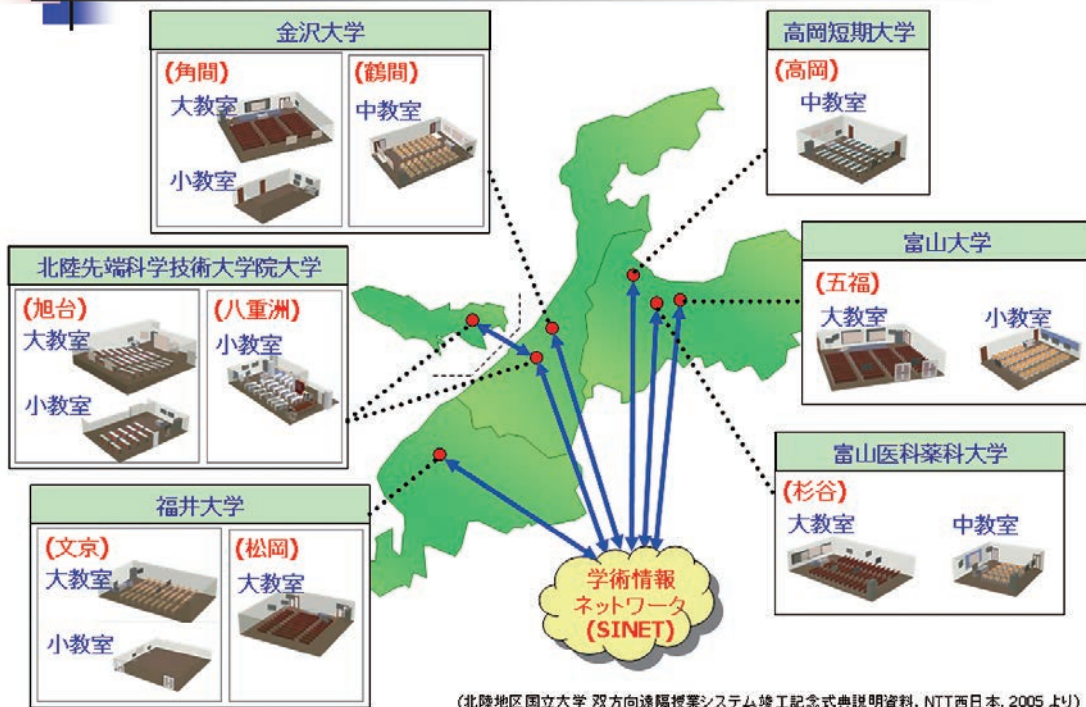 金沢大学
(角間)
大教室
小教室
(鶴間)
中教室
高岡短期大学
(高岡)
中教室
北陸先端科学技術大学院大学
(旭台)
大教室
小教室
(八重洲)
小教室
富山大学
(五福)
大教室
小教室
福井大学
(文京)
大教室
小教室
(松岡)
大教室
富山医科薬科大学
(杉谷)
大教室
中教室
学術情報
ネットワーク
(SINET)
(北陸地区国立大学 双方向遠隔授業システム竣工記念式典説明資料, NTT西日本, 2005 より)